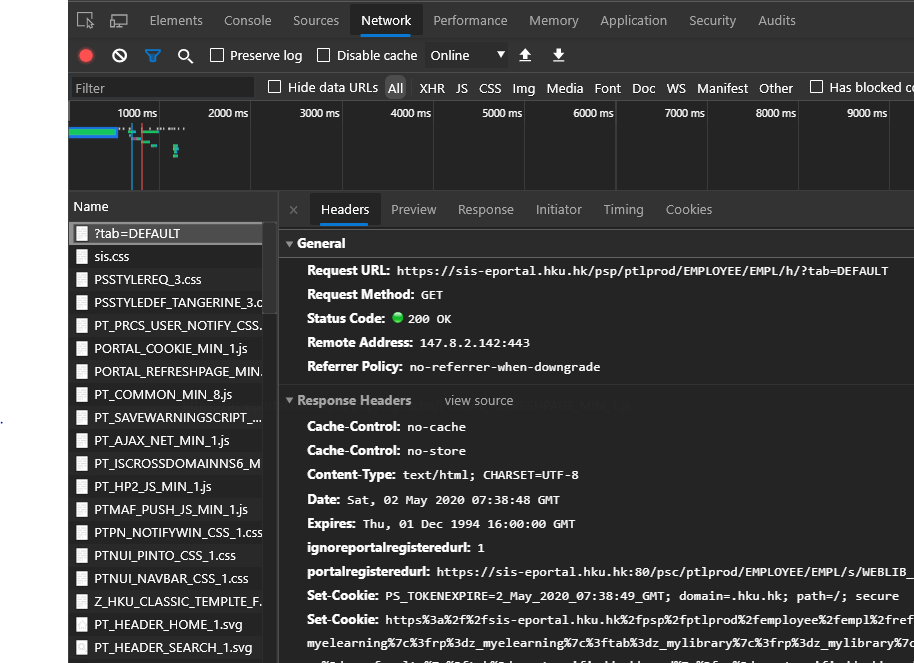 Elements Console Sources Network Performance Memory Application Security Audits
Preserve log Disable cache Online
Filter Hide data URLs All XHR JS CSS Img Media Font Doc WS Manifest Other Has blocked
1000 ms 2000 ms 3000 ms 4000 ms 5000 ms 6000 ms 7000 ms 8000 ms 9000 ms
Name
?tab=DEFAULT
sis.css
PSSTYLEREQ_3.css
PSSTYLEDEF_TANGERINE_3.c
PT_PRCS_USER_NOTIFY_CSS.
PORTAL_COOKIE_MIN_1.js
PORTAL_REFRESHPAGE_MIN.
PT_COMMON_MIN_8.js
PT_SAVEWARNINGSCRIPT_...
PT_AJAX_NET_MIN_1.js
PT_ISCROSSDOMAINNS6_M
PT_HP2_JS_MIN_1.js
PTMAF_PUSH_JS_MIN_1.js
PTPN_NOTIFYWIN_CSS_1.css
PTNUI_PINTO_CSS_1.css
PTNUI_NAVBAR_CSS_1.css
Z_HKU_CLASSIC_TEMPLTE_F.
PT_HEADER_HOME_1.svg
PT_HEADER_SEARCH_1.svg
Headers Preview Response Initiator Timing Cookies
General
Request URL: https://sis-eportal.hku.hk/psp/ptlprod/EMPLOYEE/EMPL/h/?tab=DEFAULT
Request Method: GET
Status Code: 200 OK
Remote Address: 147.8.2.142:443
Referrer Policy: no-referrer-when-downgrade
Response Headers view source
Cache-Control: no-cache
Cache-Control: no-store
Content-Type: text/html; CHARSET=UTF-8
Date: Sat, 02 May 2020 07:38:48 GMT
Expires: Thu, 01 Dec 1994 16:00:00 GMT
ignoreportalregisteredurl: 1
portalregisteredurl: https://sis-eportal.hku.hk:80/psc/ptlprod/EMPLOYEE/EMPL/s/WEBLIB_
Set-Cookie: PS_TOKENEXPIRE=2_May_2020_07:38:49_GMT; domain=.hku.hk; path=/; secure
Set-Cookie: https%3a%2f%2fsis-eportal.hku.hk%2fpsp%2fptlprod%2femployee%2fempl%2fref
myelearning%7c%3frp%3dz_myelearning%7c%3ftab%3dz_mylibrary%7c%3frp%3dz_mylibrary%7c